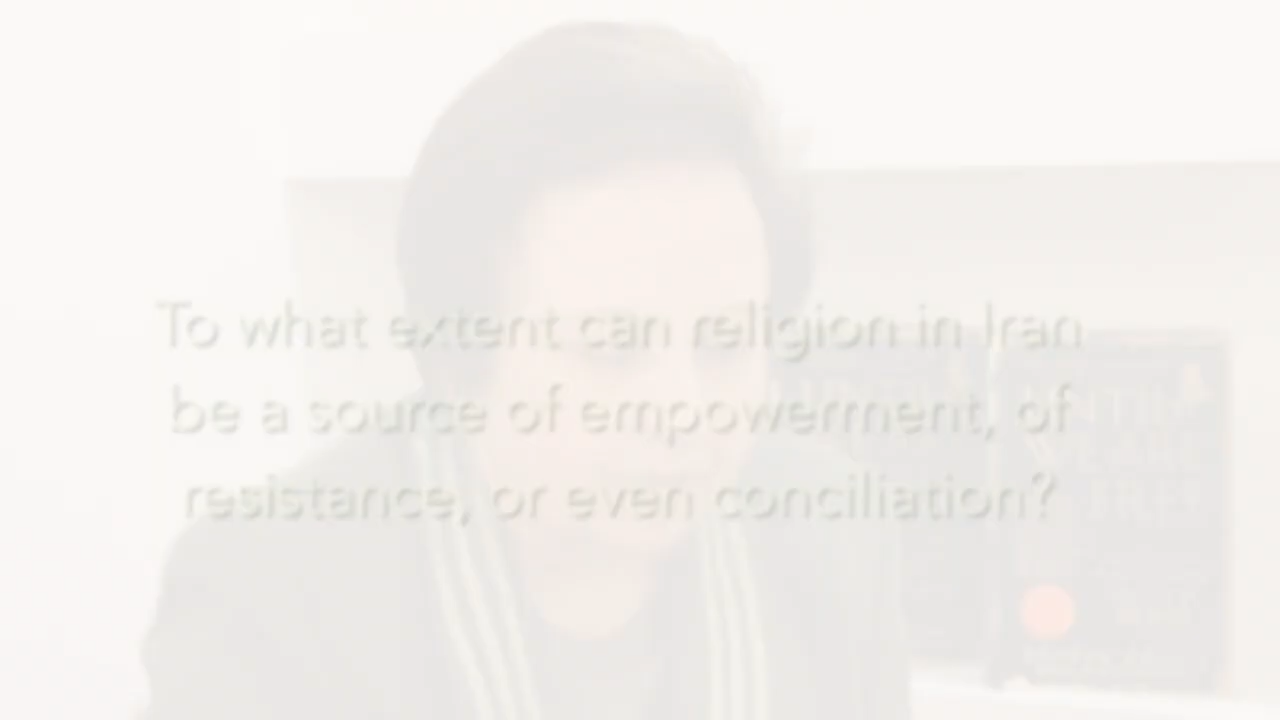 To what extent can religion in Iran
be a source of empowerment, of
resistance, or even conciliation?